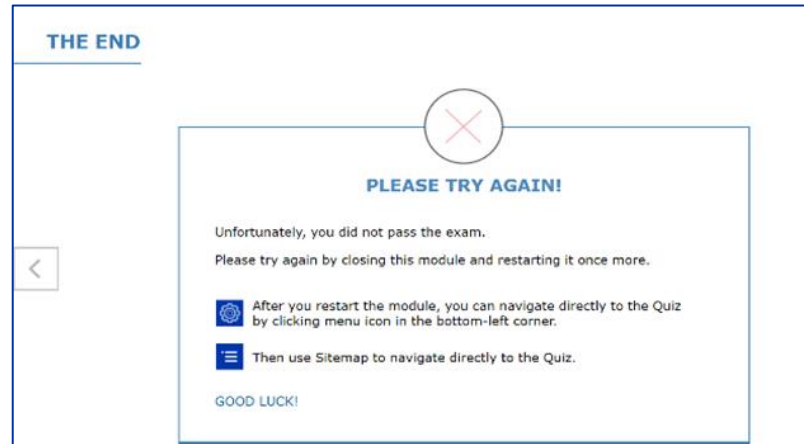 THE END
PLEASE TRY AGAIN!
Unfortunately, you did not pass the exam.
Please try again by closing this module and restarting it once more.
After you restart the module, you can navigate directly to the Quiz
by clicking menu icon in the bottom-left corner.
Then use Sitemap to navigate directly to the Quiz.
GOOD LUCK!